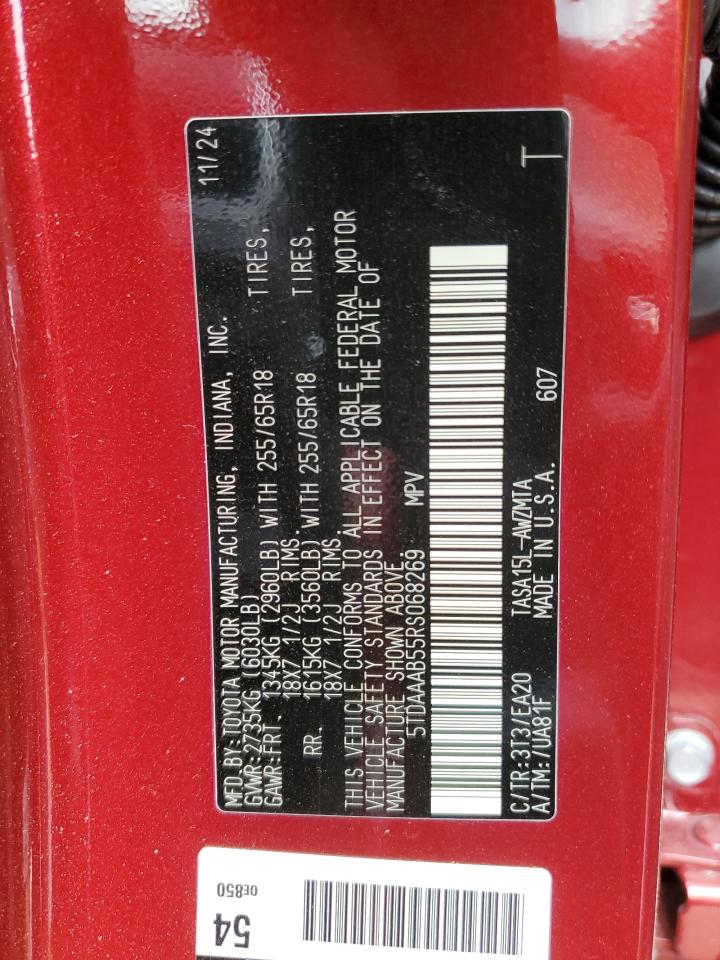 MFD. BY: TOYOTA MOTOR MANUFACTURING, INDIANA, INC. 11/24
GVWR: 2735KG (6030LB)
GAWR: FRT. 1345KG (2960LB) WITH 255/65R18 TIRES,
18X7 1/2J RIMS.
RR. 1615KG (3560LB) WITH 255/65R18 TIRES,
18X7 1/2J RIMS.
THIS VEHICLE CONFORMS TO ALL APPLICABLE FEDERAL MOTOR
VEHICLE SAFETY STANDARDS IN EFFECT ON THE DATE OF
MANUFACTURE SHOWN ABOVE.
5TDAAAB55RS068269 MPV
C/TR: 3T3/EA20 TASA15L-AWZMTA T
A/TM: /UA81F MADE IN U.S.A. 607
54
0E850